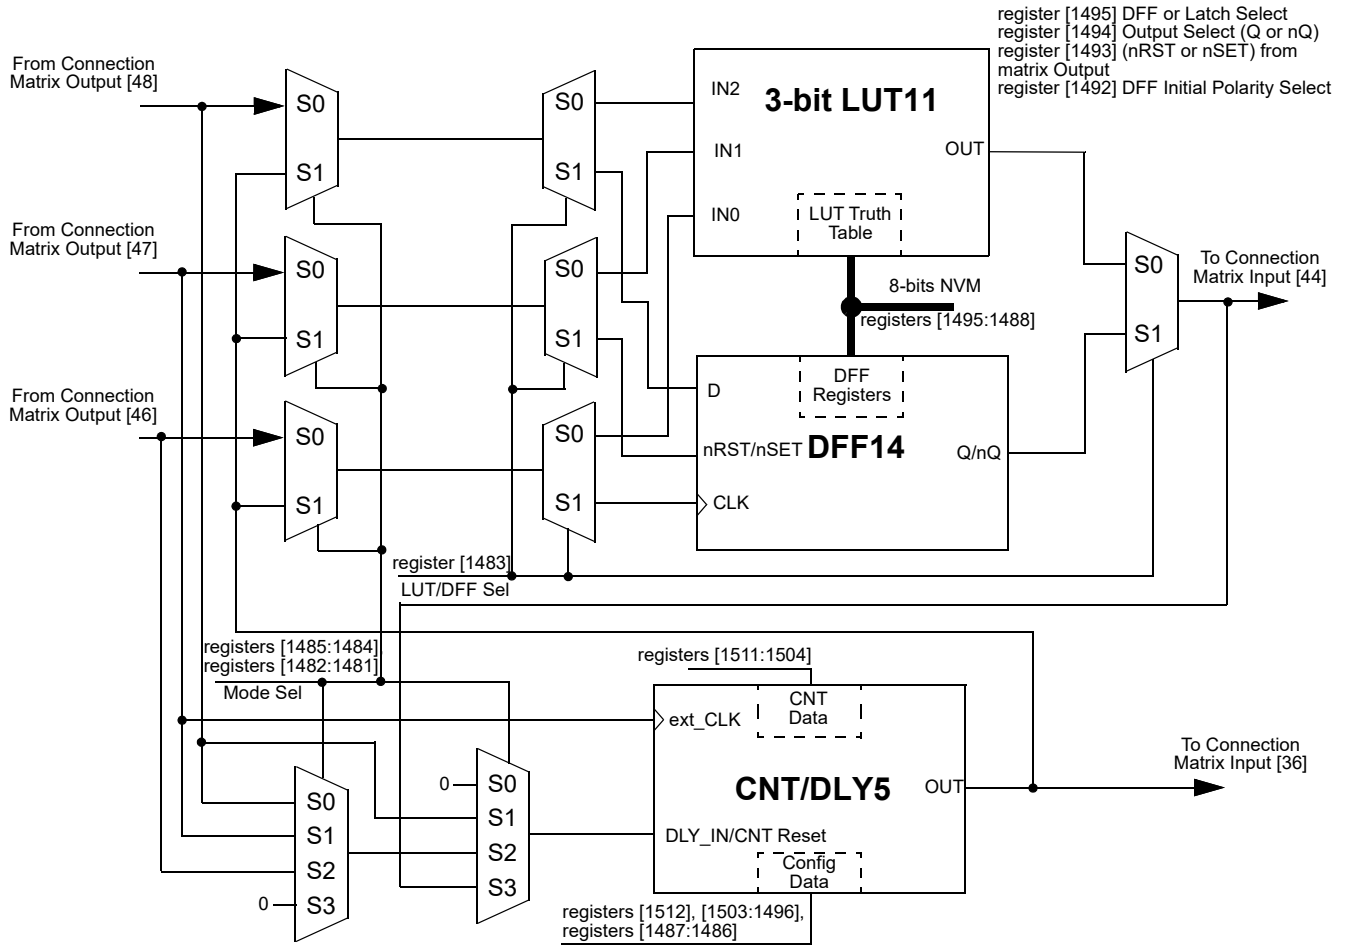 register [1495] DFF or Latch Select
register [1494] Output Select (Q or nQ)
register [1493] (nRST or nSET) from
matrix Output
register [1492] DFF Initial Polarity Select
From Connection
Matrix Output [48]
S0
S1
S0
S1
IN2
3-bit LUT11
IN1
OUT
IN0
LUT Truth
Table
From Connection
Matrix Output [47]
S0
S1
S0
S1
8-bits NVM
registers [1495:1488]
S0
S1
To Connection
Matrix Input [44]
From Connection
Matrix Output [46]
S0
S1
S0
S1
DFF
Registers
D
nRST/nSET
DFF14
Q/nQ
CLK
register [1483]
LUT/DFF Sel
registers [1485:1484],
registers [1482:1481]
Mode Sel
registers [1511:1504]
CNT
Data
ext_CLK
CNT/DLY5
OUT
To Connection
Matrix Input [36]
DLY_IN/CNT Reset
Config
Data
0
S0
S1
S2
S3
S0
S1
S2
0
S3
registers [1512], [1503:1496],
registers [1487:1486]